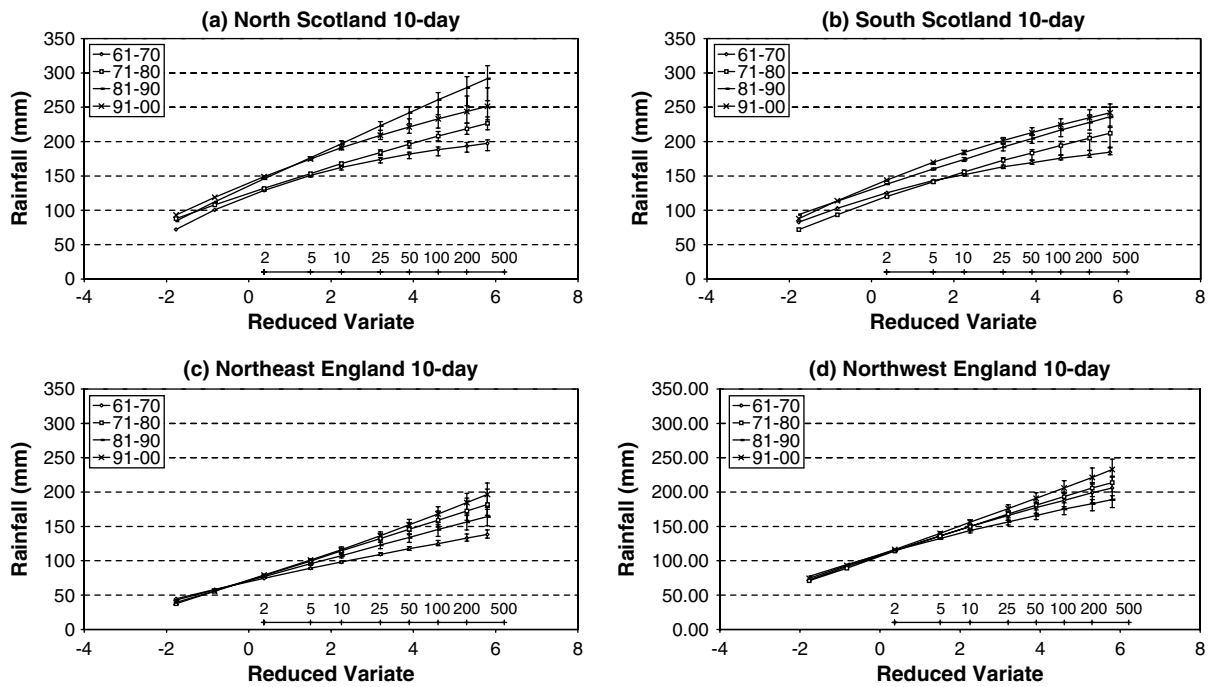 (a) North Scotland 10-day
Rainfall (mm)
350
300
250
200
150
100
50
0
61-70
71-80
81-90
91-00
2 5 10 25 50 100 200 500
-4 -2 0 2 4 6 8
Reduced Variate
(b) South Scotland 10-day
Rainfall (mm)
350
300
250
200
150
100
50
0
61-70
71-80
81-90
91-00
2 5 10 25 50 100 200 500
-4 -2 0 2 4 6 8
Reduced Variate
(c) Northeast England 10-day
Rainfall (mm)
350
300
250
200
150
100
50
0
61-70
71-80
81-90
91-00
2 5 10 25 50 100 200 500
-4 -2 0 2 4 6 8
Reduced Variate
(d) Northwest England 10-day
Rainfall (mm)
350.00
300.00
250.00
200.00
150.00
100.00
50.00
0.00
61-70
71-80
81-90
91-00
2 5 10 25 50 100 200 500
-4 -2 0 2 4 6 8
Reduced Variate